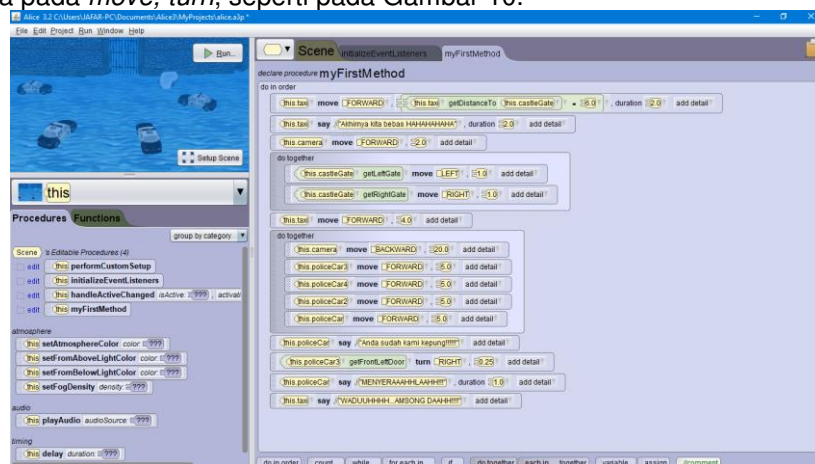 a pada move, turn, seperti pada Gambar 10.
Alice 3.2 C:\Users\JAFAR-PC\Documents\Alice3\MyProjects\alice.a3p *
File Edit Project Run Window Help
Run...
Setup Scene
this
Procedures Functions
group by category
Scene 's Editable Procedures (4)
edit this performCustomSetup
edit this initializeEventListeners
edit this handleActiveChanged isActive: ???, activati
edit this myFirstMethod
atmosphere
this setAtmosphereColor color: ???
this setFromAboveLightColor color: ???
this setFromBelowLightColor color: ???
this setFogDensity density: ???
audio
this playAudio audioSource: ???
timing
this delay duration: ???
Scene initializeEventListeners myFirstMethod
declare procedure myFirstMethod
do in order
this.taxi move FORWARD , this.taxi getDistanceTo this.castleGate 6.0 , duration 2.0 add detail
this.taxi say "Akhirnya kita bebas HAHAHAHAHA" , duration 2.0 add detail
this.camera move FORWARD , 2.0 add detail
do together
this.castleGate getLeftGate move LEFT , 1.0 add detail
this.castleGate getRightGate move RIGHT , 1.0 add detail
this.taxi move FORWARD , 4.0 add detail
do together
this.camera move BACKWARD , 20.0 add detail
this.policeCar3 move FORWARD , 5.0 add detail
this.policeCar4 move FORWARD , 5.0 add detail
this.policeCar2 move FORWARD , 5.0 add detail
this.policeCar move FORWARD , 5.0 add detail
this.policeCar say "Anda sudah kami kepung!!!!!" add detail
this.policeCar3 getFrontLeftDoor turn RIGHT , 0.25 add detail
this.policeCar say "MENYERAAAHHLAAHH!!!" , duration 1.0 add detail
this.taxi say "WADUUHHHH...AMSONG DAAHH!!!!" add detail
do in order count while for each in if do together each in together variable assign //comment